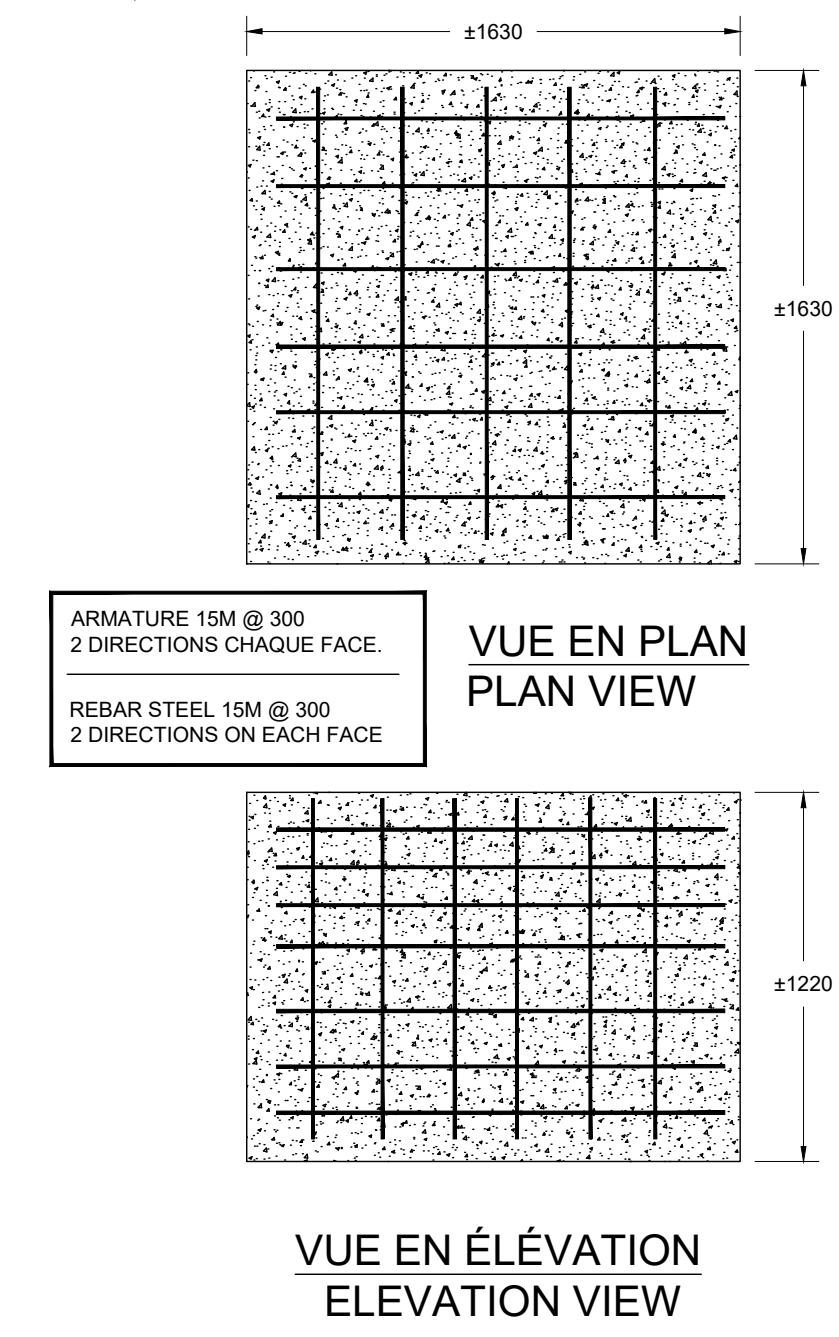 ±1630
±1630
ARMATURE 15M @ 300
2 DIRECTIONS CHAQUE FACE.
REBAR STEEL 15M @ 300
2 DIRECTIONS ON EACH FACE
VUE EN PLAN
PLAN VIEW
±1220
VUE EN ÉLÉVATION
ELEVATION VIEW